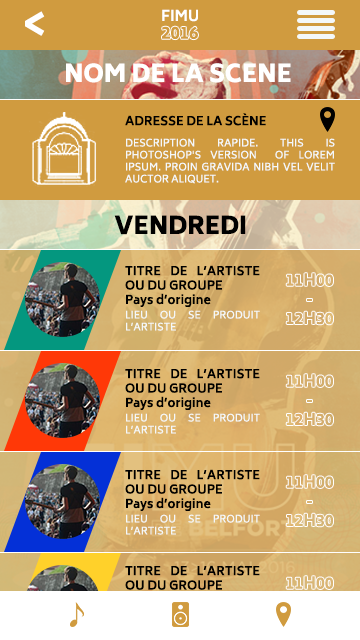 FIMU
2016
NOM DE LA SCENE
ADRESSE DE LA SCÈNE
DESCRIPTION RAPIDE. THIS IS
PHOTOSHOP'S VERSION OF LOREM
IPSUM. PROIN GRAVIDA NIBH VEL VELIT
AUCTOR ALIQUET.
VENDREDI
TITRE DE L'ARTISTE
OU DU GROUPE
Pays d'origine
LIEU OU SE PRODUIT
L'ARTISTE
11H00
-
12H30
TITRE DE L'ARTISTE
OU DU GROUPE
Pays d'origine
LIEU OU SE PRODUIT
L'ARTISTE
11H00
-
12H30
TITRE DE L'ARTISTE
OU DU GROUPE
Pays d'origine
LIEU OU SE PRODUIT
L'ARTISTE
11H00
-
12H30
FIMU
BELFORT
2016
TITRE DE L'ARTISTE
OU DU GROUPE
11H00